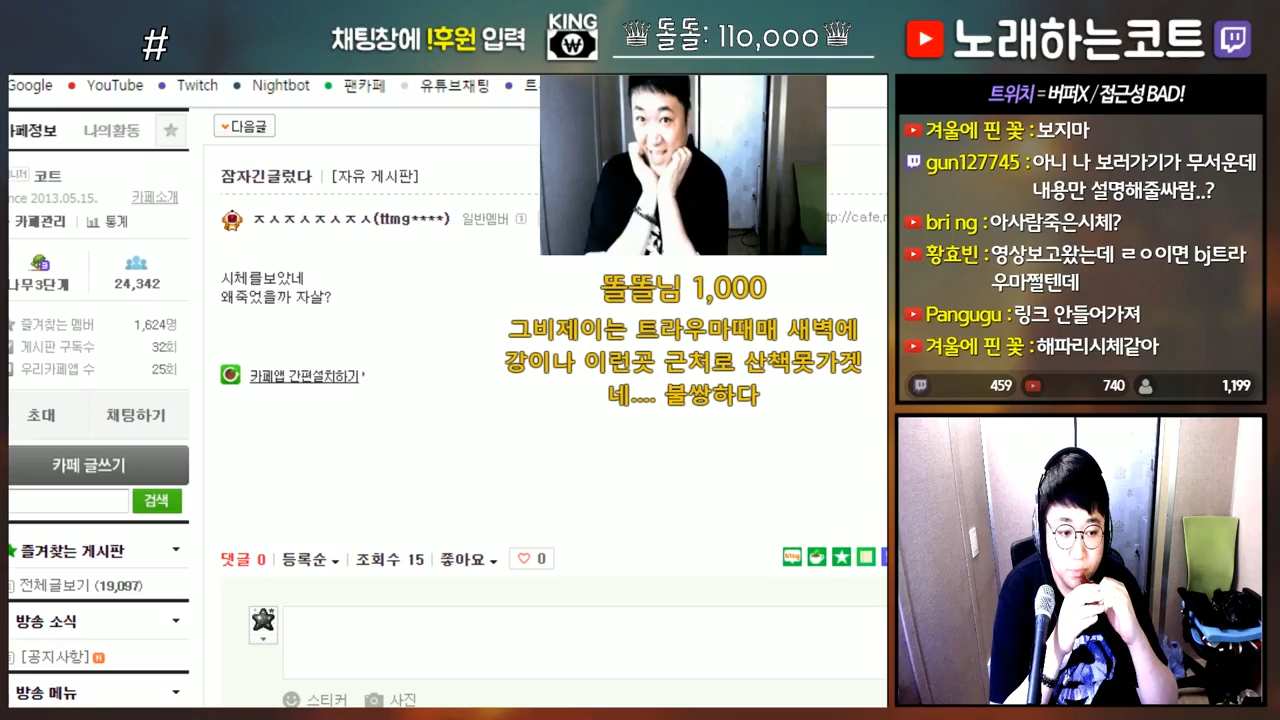 #
채팅창에 !후원 입력
KING
₩
돌돌: 110,000
노래하는코트
Google
YouTube
Twitch
Nightbot
팬카페
유튜브채팅
트
카페정보
나의활동
다음글
코트
since 2013.05.15.
카페소개
카페관리
통계
나무3단계
24,342
즐겨찾는 멤버
1,624명
게시판 구독수
32회
우리카페앱 수
25회
초대
채팅하기
카페 글쓰기
검색
즐겨찾는 게시판
전체글보기 (19,097)
방송 소식
[공지사항] N
방송 메뉴
잠자긴글렀다 | [자유 게시판]
ㅈㅅㅈㅅㅈㅅㅈㅅ(ttmg****)
일반멤버
시체를보았네
왜죽었을까 자살?
카페앱 간편설치하기
똘똘님 1,000
그비제이는 트라우마때매 새벽에
강이나 이런곳 근처로 산책못가겟
네.... 불쌍하다
댓글 0 | 등록순 | 조회수 15 | 좋아요
0
blog
스티커
사진
트위치 = 버퍼X / 접근성 BAD!
겨울에 핀 꽃 : 보지마
gun127745 : 아니 나 보러가기가 무서운데
내용만 설명해줄싸람..?
bri ng : 아사람죽은시체?
황효빈 : 영상보고왔는데 ㄹㅇ이면 bj트라
우마쩔텐데
Pangugu : 링크 안들어가져
겨울에 핀 꽃 : 해파리시체같아
459
740
1,199